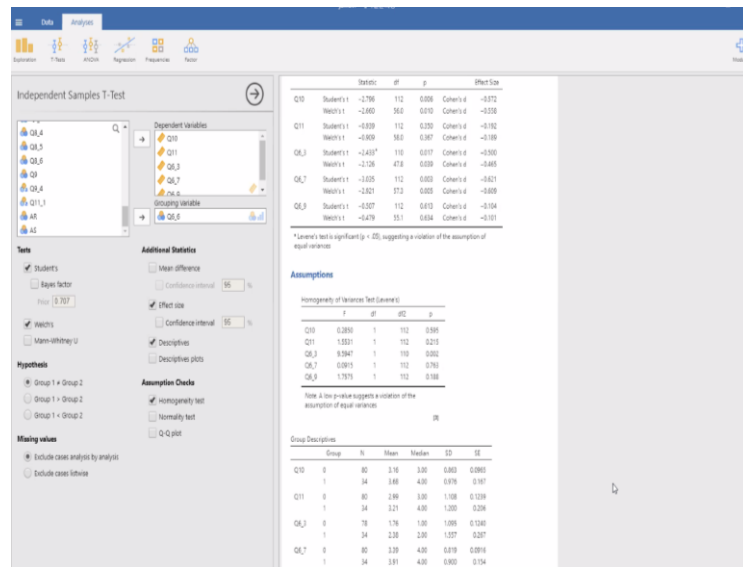 Data Analyses
Exploration T-Tests ANOVA Regression Frequencies Factor
Independent Samples T-Test
Q8_4
Q8_5
Q8_6
Q9
Q9_4
Q11_1
AR
AS
Dependent Variables
Q10
Q11
Q6_3
Q6_7
Q6_9
Grouping Variable
Q6_6
Tests
Student's
Bayes factor
Prior 0.707
Welch's
Mann-Whitney U
Hypothesis
Group 1 ≠ Group 2
Group 1 > Group 2
Group 1 < Group 2
Missing values
Exclude cases analysis by analysis
Exclude cases listwise
Additional Statistics
Mean difference
Confidence interval 95 %
Effect size
Confidence interval 95 %
Descriptives
Descriptives plots
Assumption Checks
Homogeneity test
Normality test
Q-Q plot
Statistic df p Effect Size
Q10 Student's t -2.786 112 0.006 Cohen's d -0.572
Welch's t -2.660 56.0 0.010 Cohen's d -0.558
Q11 Student's t -0.939 112 0.350 Cohen's d -0.192
Welch's t -0.909 58.0 0.367 Cohen's d -0.189
Q6_3 Student's t -2.433ᵃ 110 0.017 Cohen's d -0.500
Welch's t -2.126 47.8 0.039 Cohen's d -0.465
Q6_7 Student's t -3.025 112 0.003 Cohen's d -0.621
Welch's t -2.921 57.3 0.005 Cohen's d -0.609
Q6_9 Student's t -0.507 112 0.613 Cohen's d -0.104
Welch's t -0.479 55.1 0.634 Cohen's d -0.101
ᵃ Levene's test is significant (p < .05), suggesting a violation of the assumption of
equal variances
Assumptions
Homogeneity of Variances Test (Levene's)
F df df2 p
Q10 0.2850 1 112 0.595
Q11 1.5531 1 112 0.215
Q6_3 9.5947 1 110 0.002
Q6_7 0.0915 1 112 0.763
Q6_9 1.7575 1 112 0.188
Note. A low p-value suggests a violation of the
assumption of equal variances
[3]
Group Descriptives
Group N Mean Median SD SE
Q10 0 80 3.16 3.00 0.863 0.0965
1 34 3.68 4.00 0.976 0.167
Q11 0 80 2.99 3.00 1.108 0.1239
1 34 3.21 4.00 1.200 0.206
Q6_3 0 78 1.76 1.00 1.095 0.1240
1 34 2.38 2.00 1.557 0.267
Q6_7 0 80 3.39 4.00 0.819 0.0916
1 34 3.91 4.00 0.900 0.154